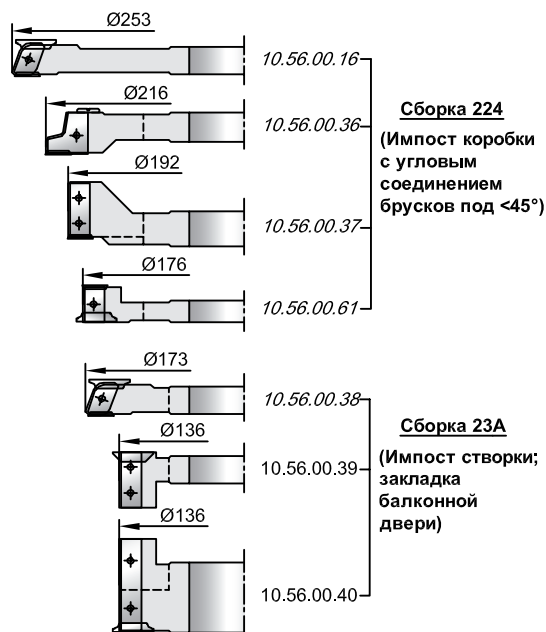 Ø253
10.56.00.16
Ø216
10.56.00.36
Сборка 224
(Импост коробки
с угловым
соединением
брусков под <45°)
Ø192
10.56.00.37
Ø176
10.56.00.61
Ø173
10.56.00.38
Сборка 23А
(Импост створки;
закладка
балконной
двери)
Ø136
10.56.00.39
Ø136
10.56.00.40